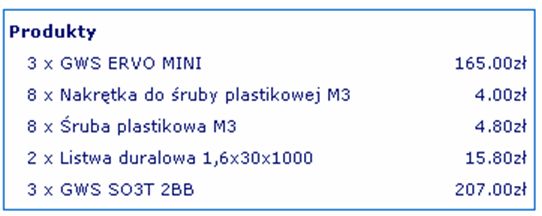 Produkty
3 x GWS ERVO MINI 165.00zł
8 x Nakrętka do śruby plastikowej M3 4.00zł
8 x Śruba plastikowa M3 4.80zł
2 x Listwa duralowa 1,6x30x1000 15.80zł
3 x GWS SO3T 2BB 207.00zł